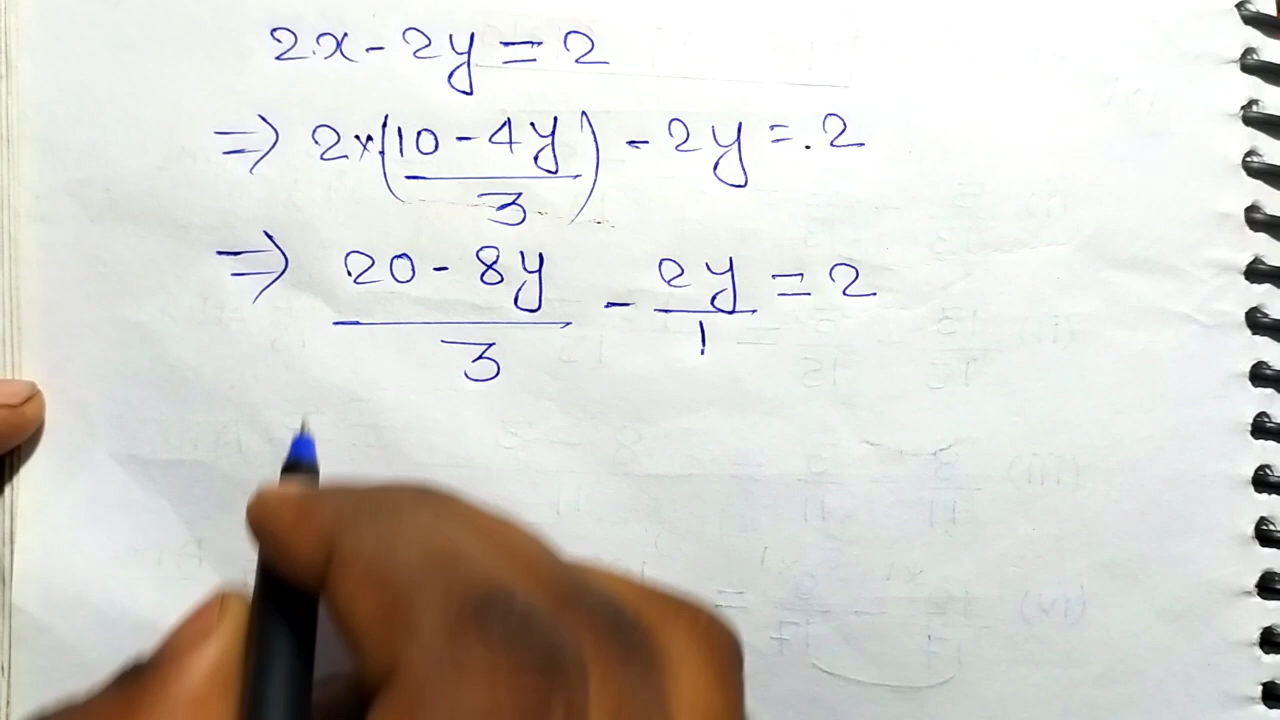 2x - 2y = 2
⇒ 2×(10 - 4y / 3) - 2y = .2
⇒ 20 - 8y / 3 - 2y / 1 = 2